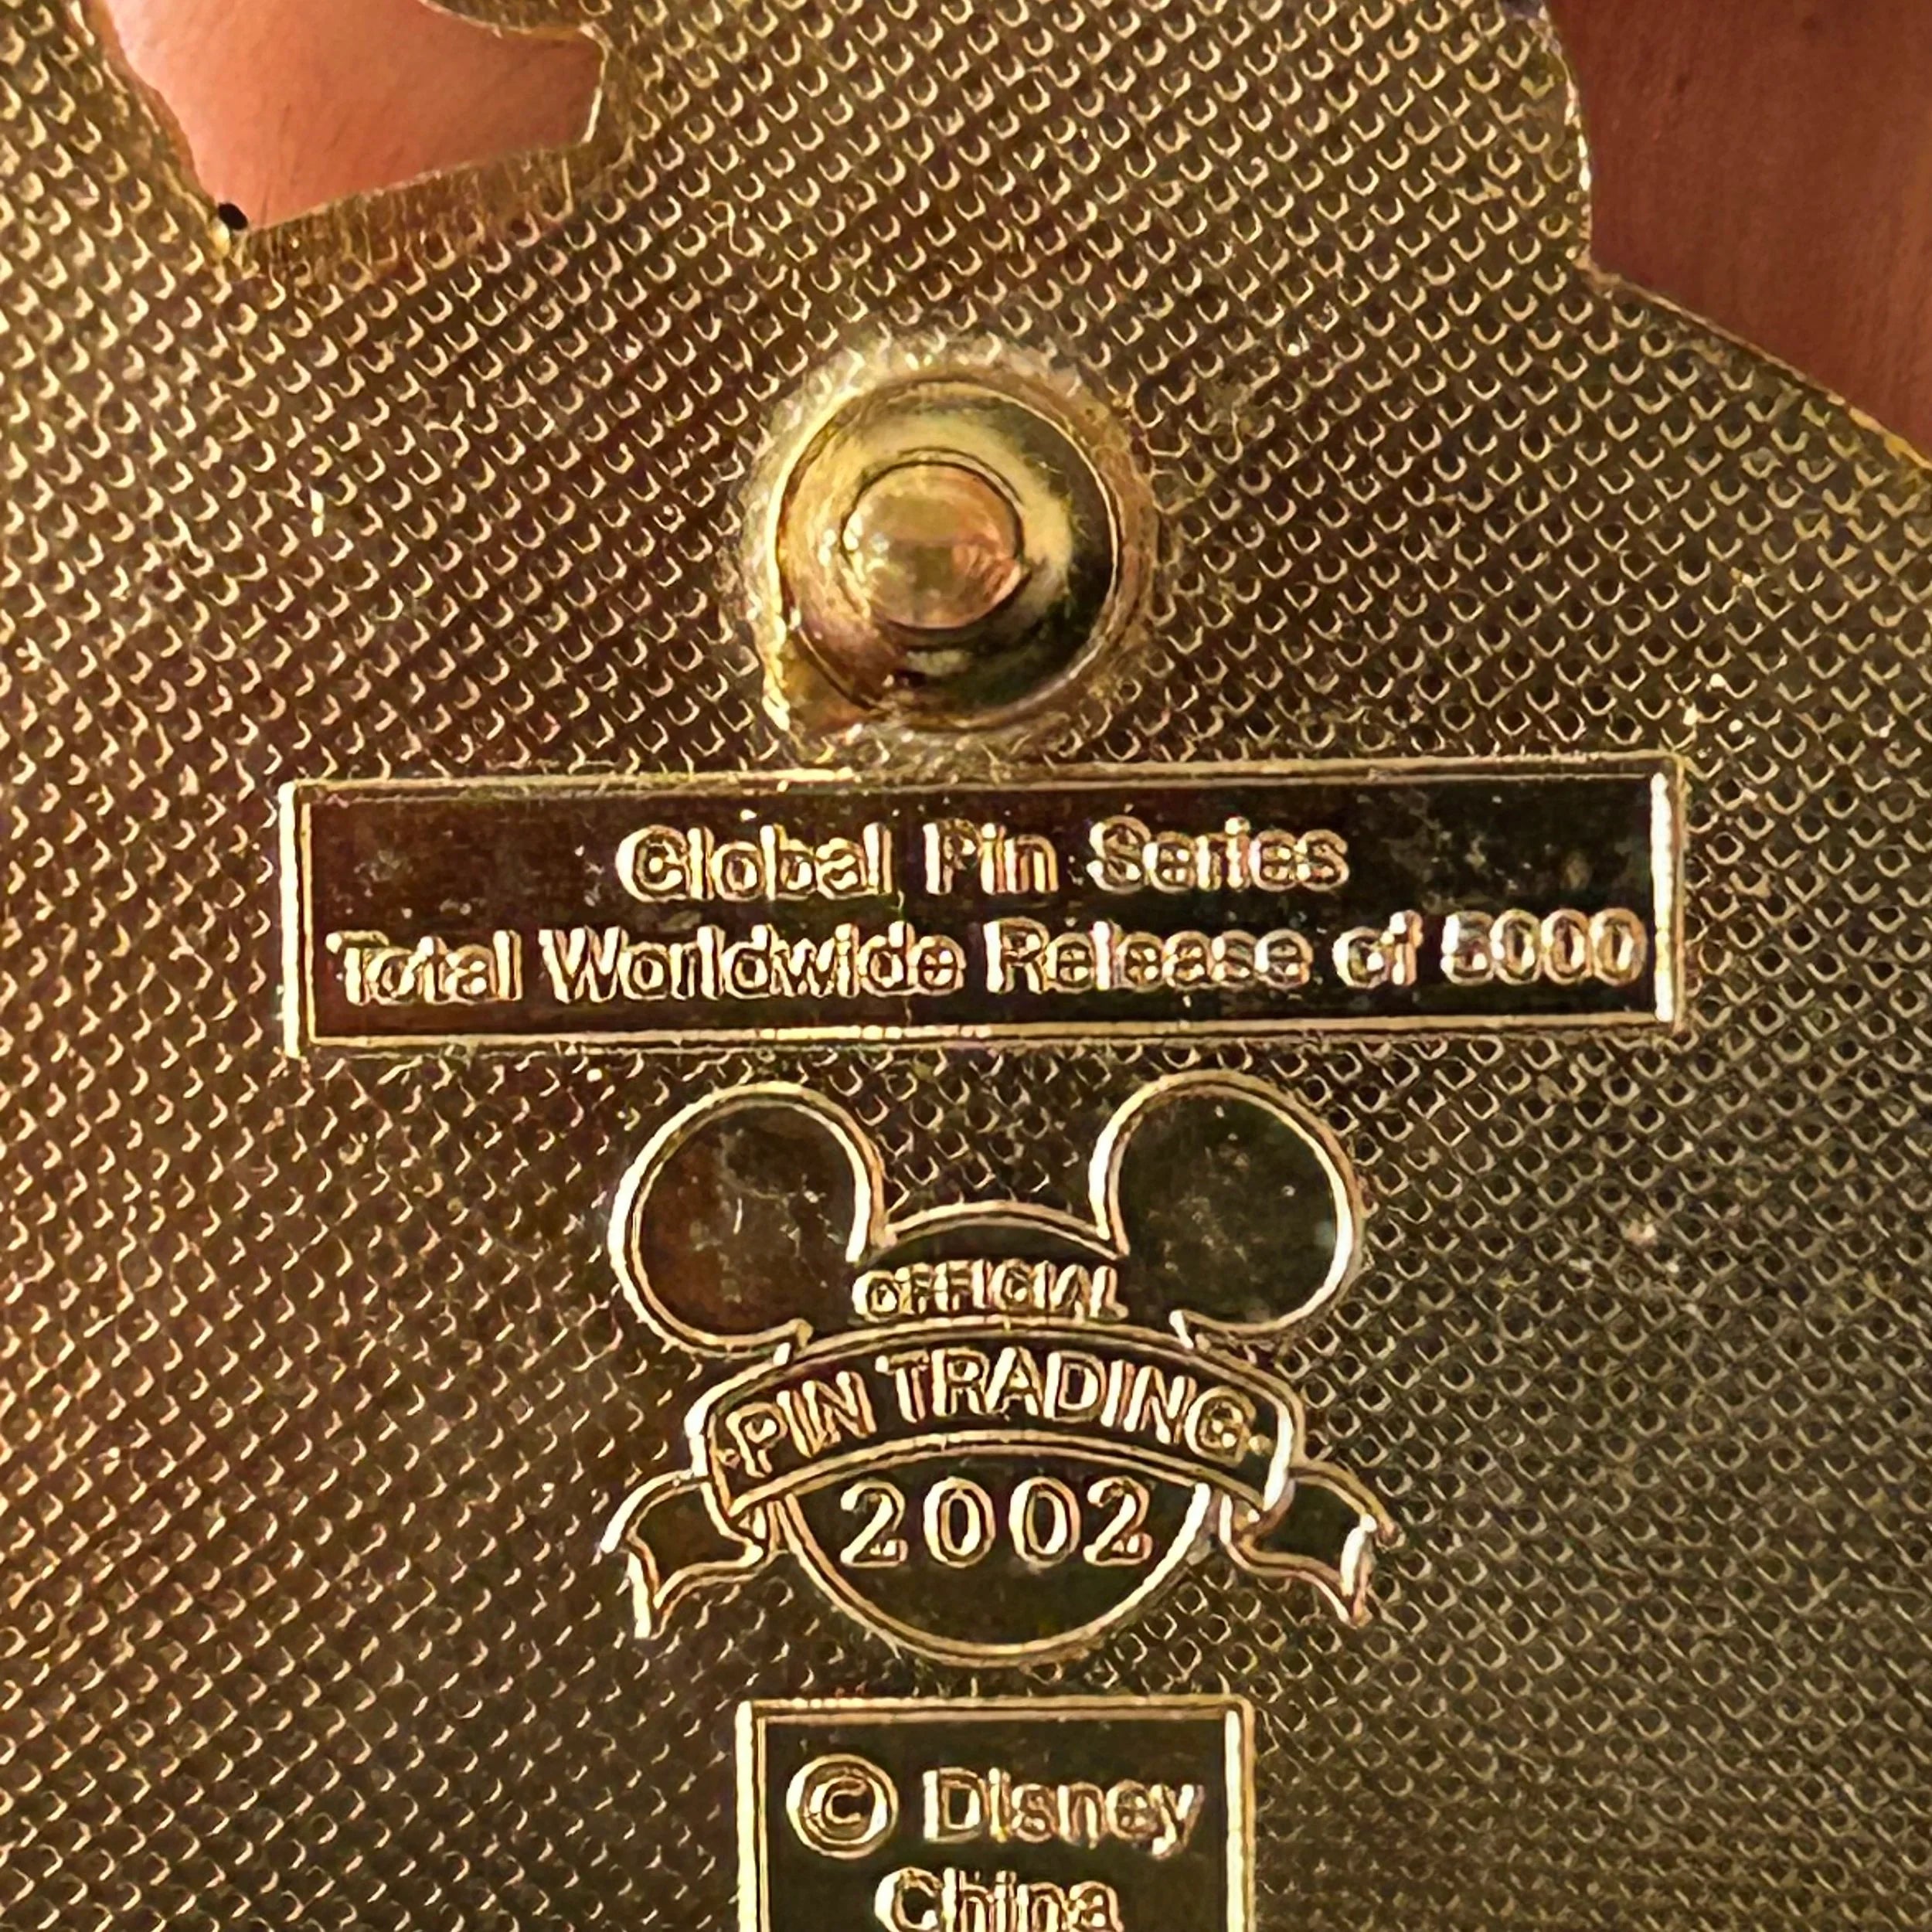 Global Pin Series
Total Worldwide Release of 5000
OFFICIAL
·PIN TRADING·
2002
© Disney
China